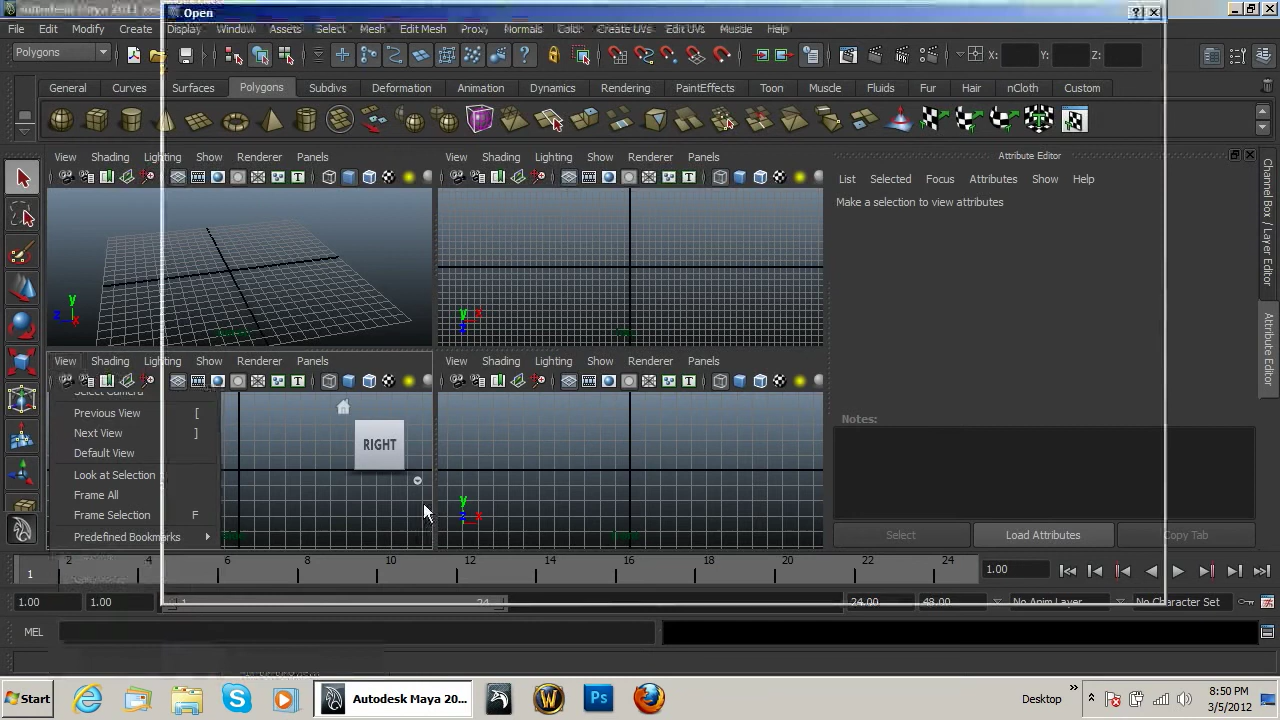 Open
File Edit Modify Create Display Window Assets Select Mesh Edit Mesh Proxy Normals Color Create UVs Edit UVs Muscle Help
Polygons X: Y: Z:
General Curves Surfaces Polygons Subdivs Deformation Animation Dynamics Rendering PaintEffects Toon Muscle Fluids Fur Hair nCloth Custom
View Shading Lighting Show Renderer Panels
View Shading Lighting Show Renderer Panels
Attribute Editor
List Selected Focus Attributes Show Help
Make a selection to view attributes
Channel Box / Layer Editor
Attribute Editor
y
z x
y
x
z
View Shading Lighting Show Renderer Panels
View Shading Lighting Show Renderer Panels
Select Camera
Previous View [
Next View ]
Default View
Look at Selection
Frame All
Frame Selection F
Predefined Bookmarks
RIGHT
y
z x
Notes:
Select Load Attributes Copy Tab
1 2 4 6 8 10 12 14 16 18 20 22 24 1.00
1.00 1.00 1 24 24.00 48.00 No Anim Layer No Character Set
MEL
Start Autodesk Maya 20... Ps Desktop 8:50 PM
3/5/2012